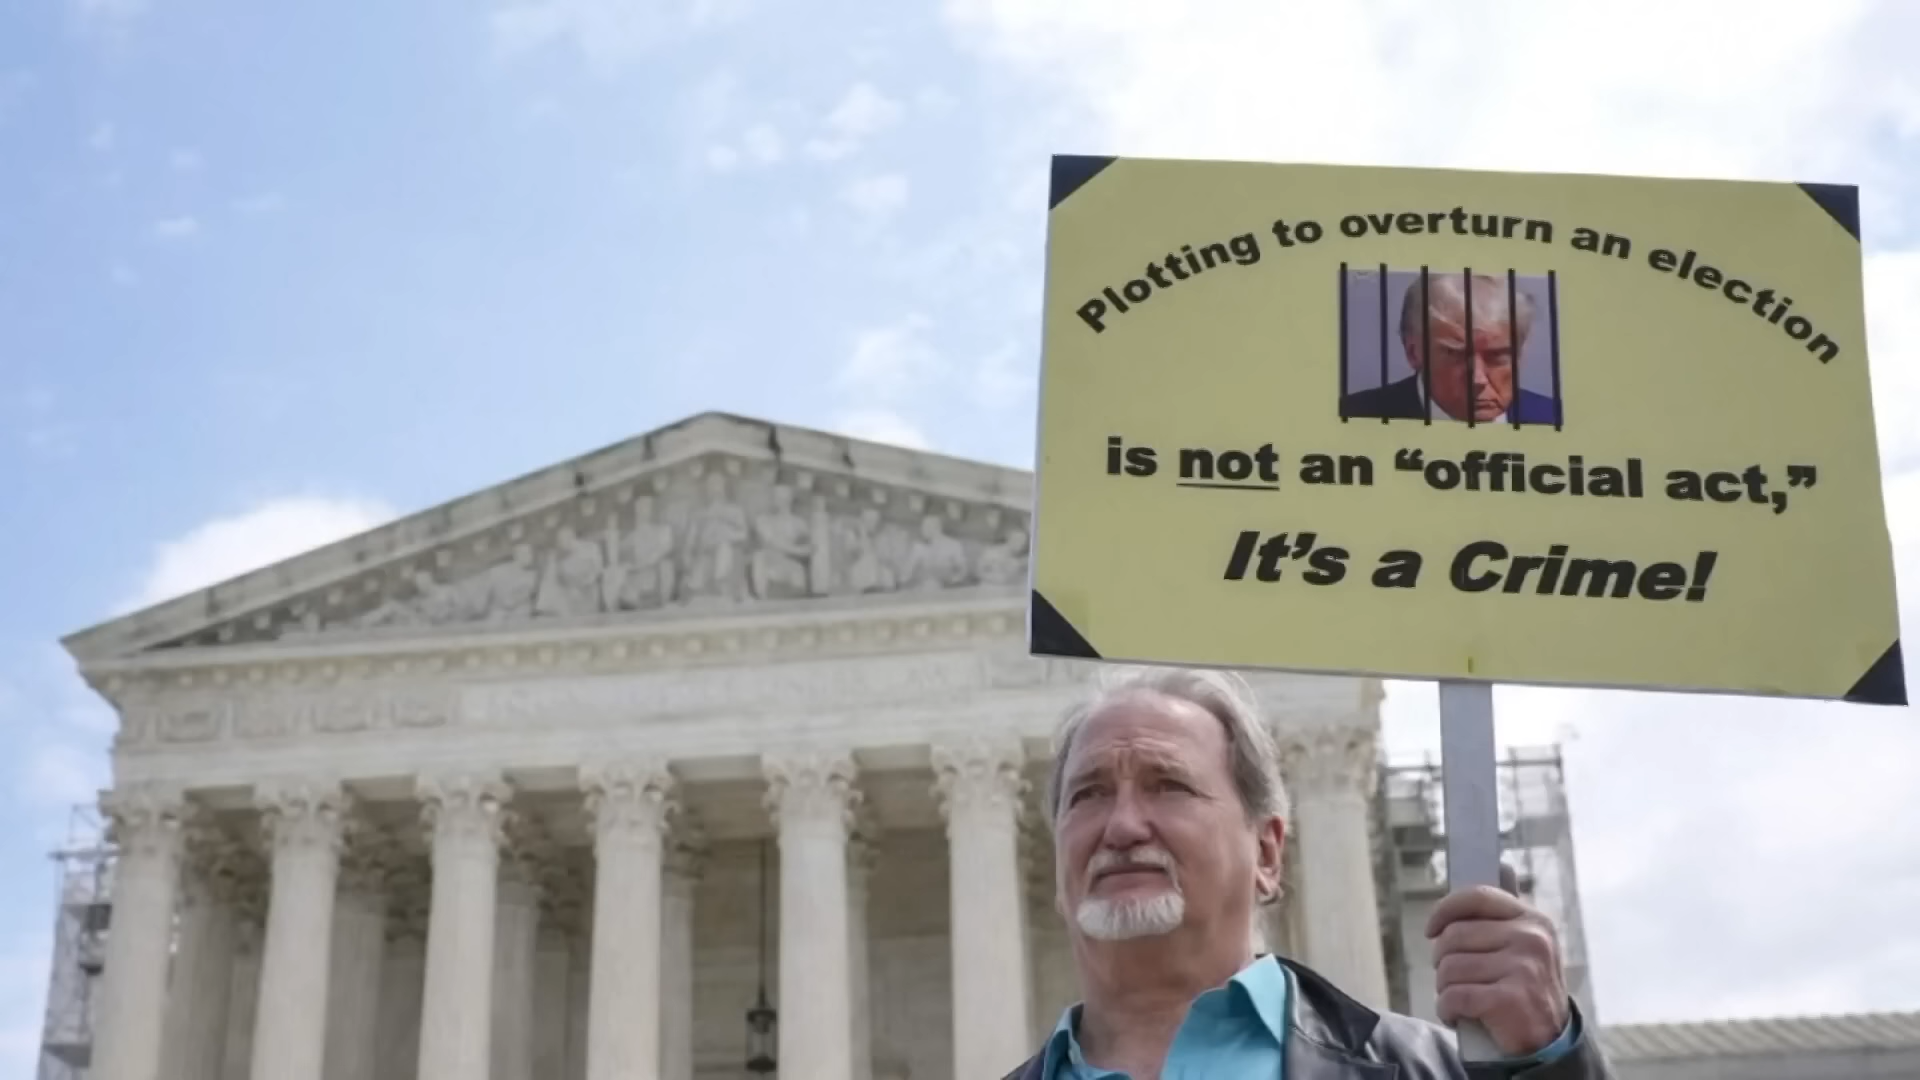 Plotting to overturn an election
is not an “official act,”
It’s a Crime!